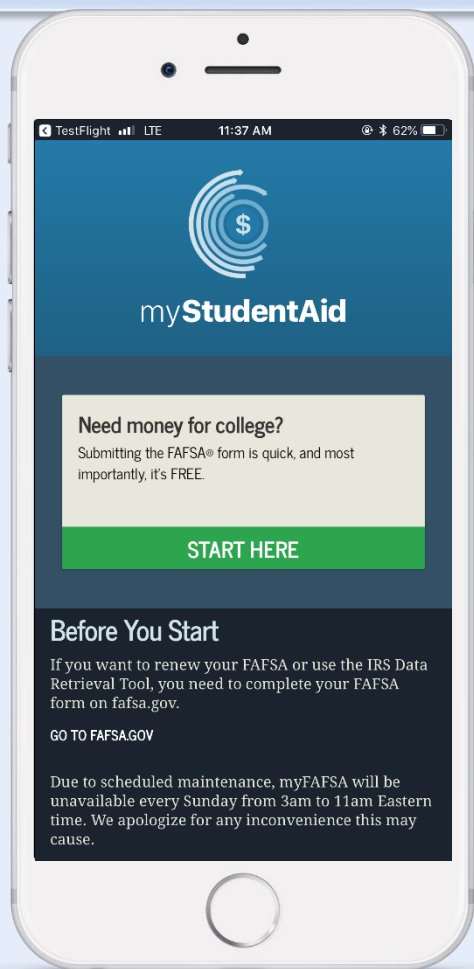 TestFlight LTE 11:37 AM 62%
$
myStudentAid
Need money for college?
Submitting the FAFSA® form is quick, and most
importantly, it's FREE.
START HERE
Before You Start
If you want to renew your FAFSA or use the IRS Data
Retrieval Tool, you need to complete your FAFSA
form on fafsa.gov.
GO TO FAFSA.GOV
Due to scheduled maintenance, myFAFSA will be
unavailable every Sunday from 3am to 11am Eastern
time. We apologize for any inconvenience this may
cause.